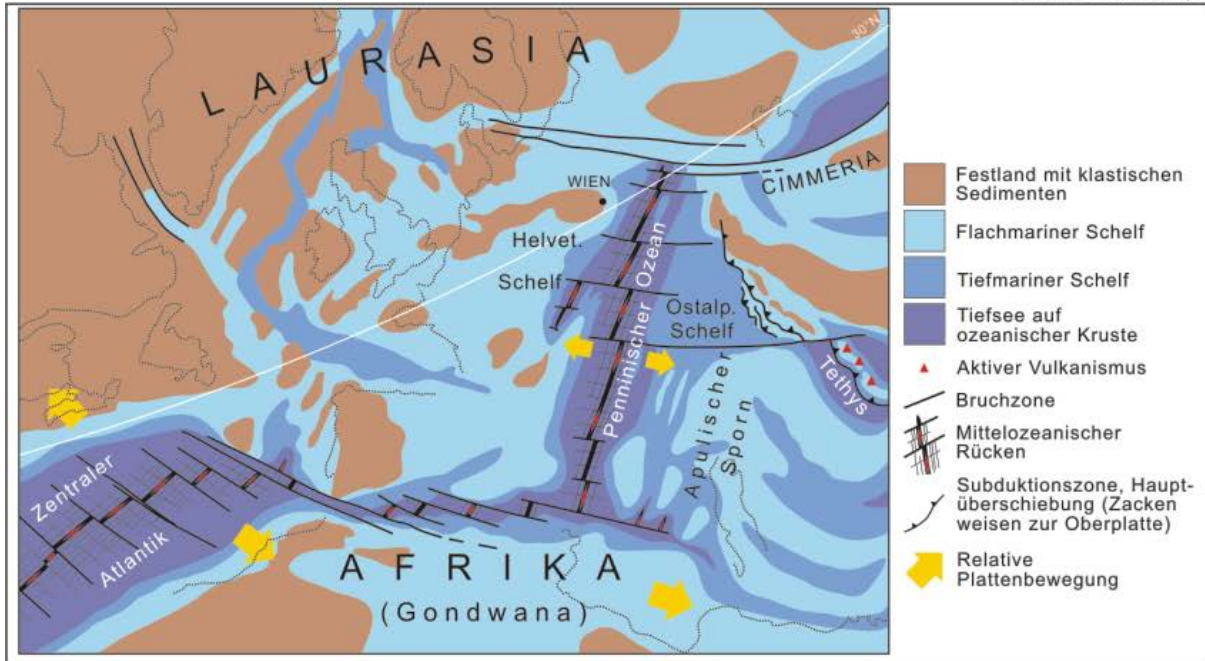 30°N
LAURASIA
CIMMERIA
WIEN
Helvet.
Schelf
Penninischer Ozean
Ostalp.
Schelf
Tethys
Apulischer
Sporn
Zentraler
Atlantik
AFRIKA
(Gondwana)
Festland mit klastischen
Sedimenten
Flachmariner Schelf
Tiefmariner Schelf
Tiefsee auf
ozeanischer Kruste
Aktiver Vulkanismus
Bruchzone
Mittelozeanischer
Rücken
Subduktionszone, Haupt-
überschiebung (Zacken
weisen zur Oberplatte)
Relative
Plattenbewegung